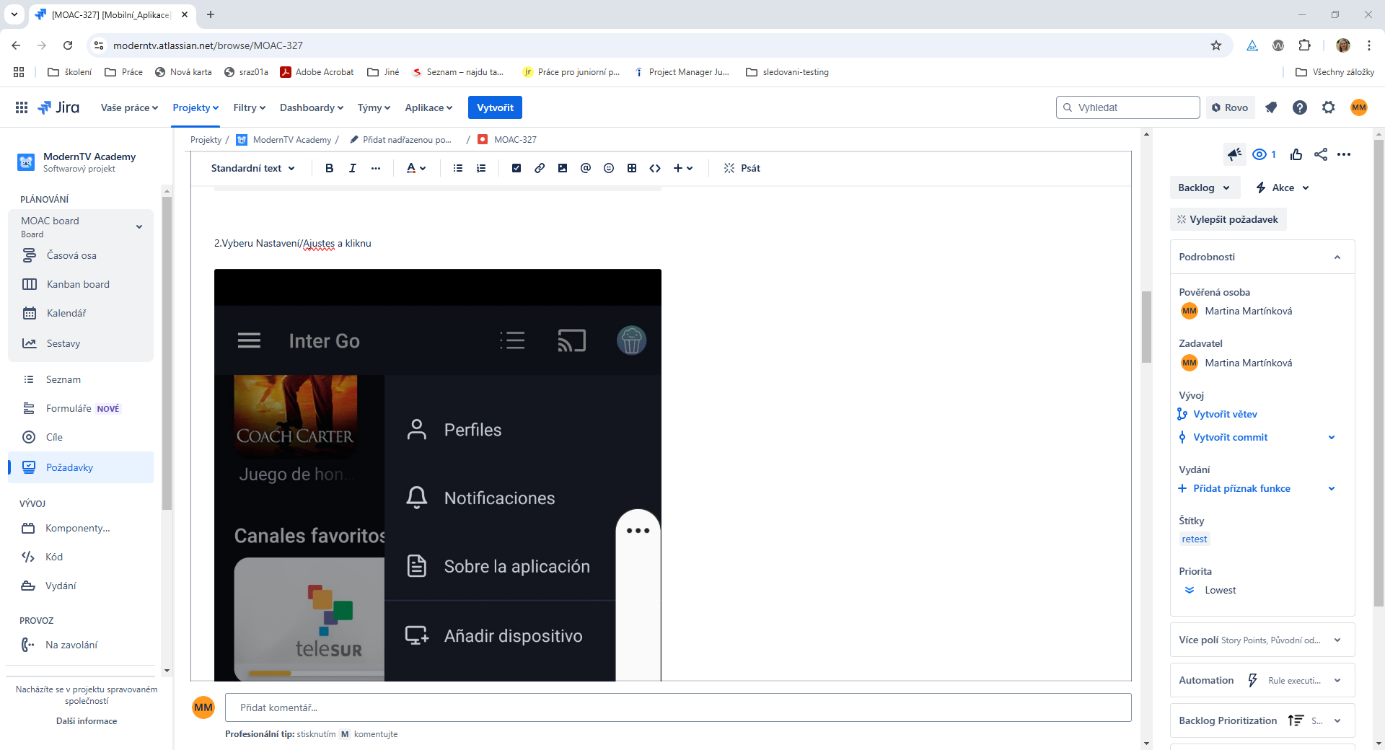 [MOAC-327] [Mobilní_Aplikace]
moderntv.atlassian.net/browse/MOAC-327
školení
Práce
Nová karta
sraz01a
Adobe Acrobat
Jiné
Seznam – najdu ta...
jr
Práce pro juniorní p...
Project Manager Ju...
sledovani-testing
Všechny záložky
Jira
Vaše práce
Projekty
Filtry
Dashboardy
Týmy
Aplikace
Vytvořit
Vyhledat
Rovo
MM
ModernTV Academy
Softwarový projekt
PLÁNOVÁNÍ
MOAC board
Board
Časová osa
Kanban board
Kalendář
Sestavy
Seznam
Formuláře NOVÉ
Cíle
Požadavky
VÝVOJ
Komponenty...
Kód
Vydání
PROVOZ
Na zavolání
Nacházíte se v projektu spravovaném
společností
Další informace
Projekty / ModernTV Academy / Přidat nadřazenou po... / MOAC-327
Standardní text
B I ... A
Psát
2.Vyberu Nastavení/Ajustes a kliknu
Inter Go
COACH CARTER
Juego de hon...
Canales favoritos
teleSUR
Perfiles
Notificaciones
Sobre la aplicación
Añadir dispositivo
MM
Přidat komentář...
Profesionální tip: stisknutím M komentujte
1
Backlog
Akce
Vylepšit požadavek
Podrobnosti
Pověřená osoba
MM Martina Martínková
Zadavatel
MM Martina Martínková
Vývoj
Vytvořit větev
Vytvořit commit
Vydání
Přidat příznak funkce
Štítky
retest
Priorita
Lowest
Více polí Story Points, Původní od...
Automation Rule executi...
Backlog Prioritization S...